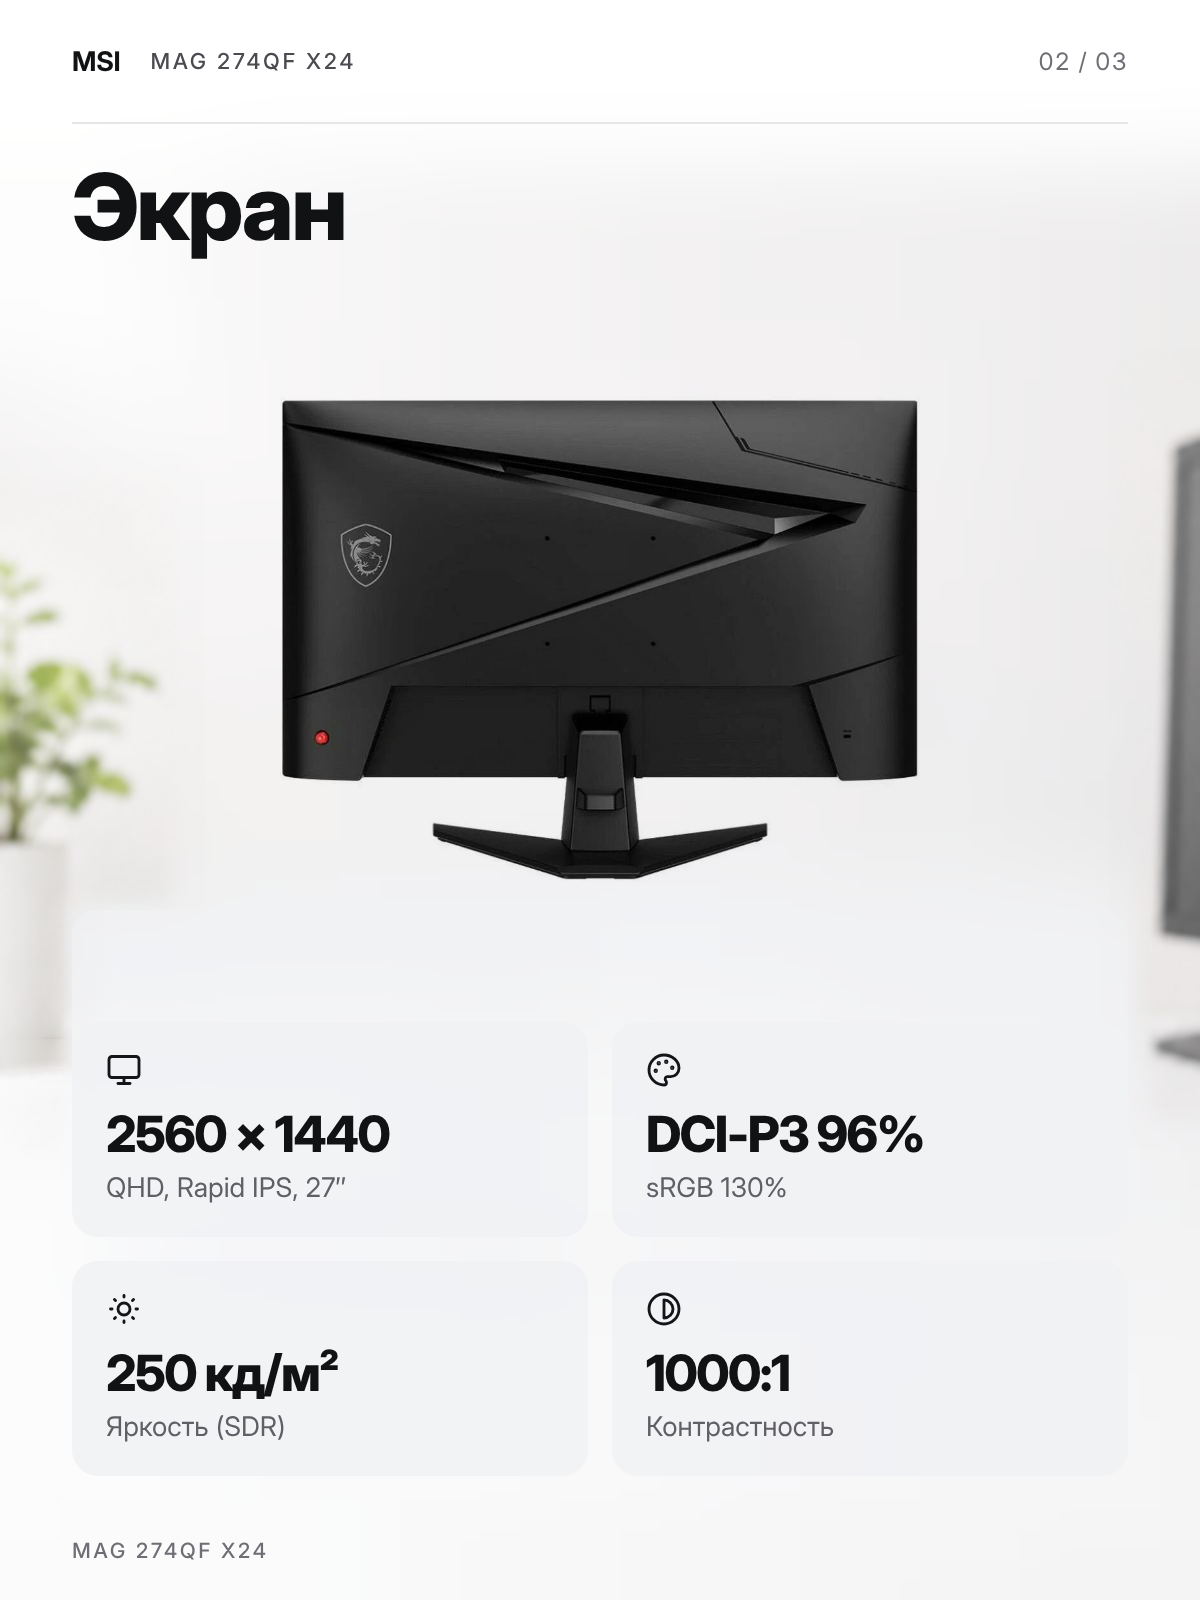 MSI MAG 274QF X24 02 / 03
Экран
2560 × 1440
QHD, Rapid IPS, 27″
DCI-P3 96%
sRGB 130%
250 кд/м²
Яркость (SDR)
1000:1
Контрастность
MAG 274QF X24